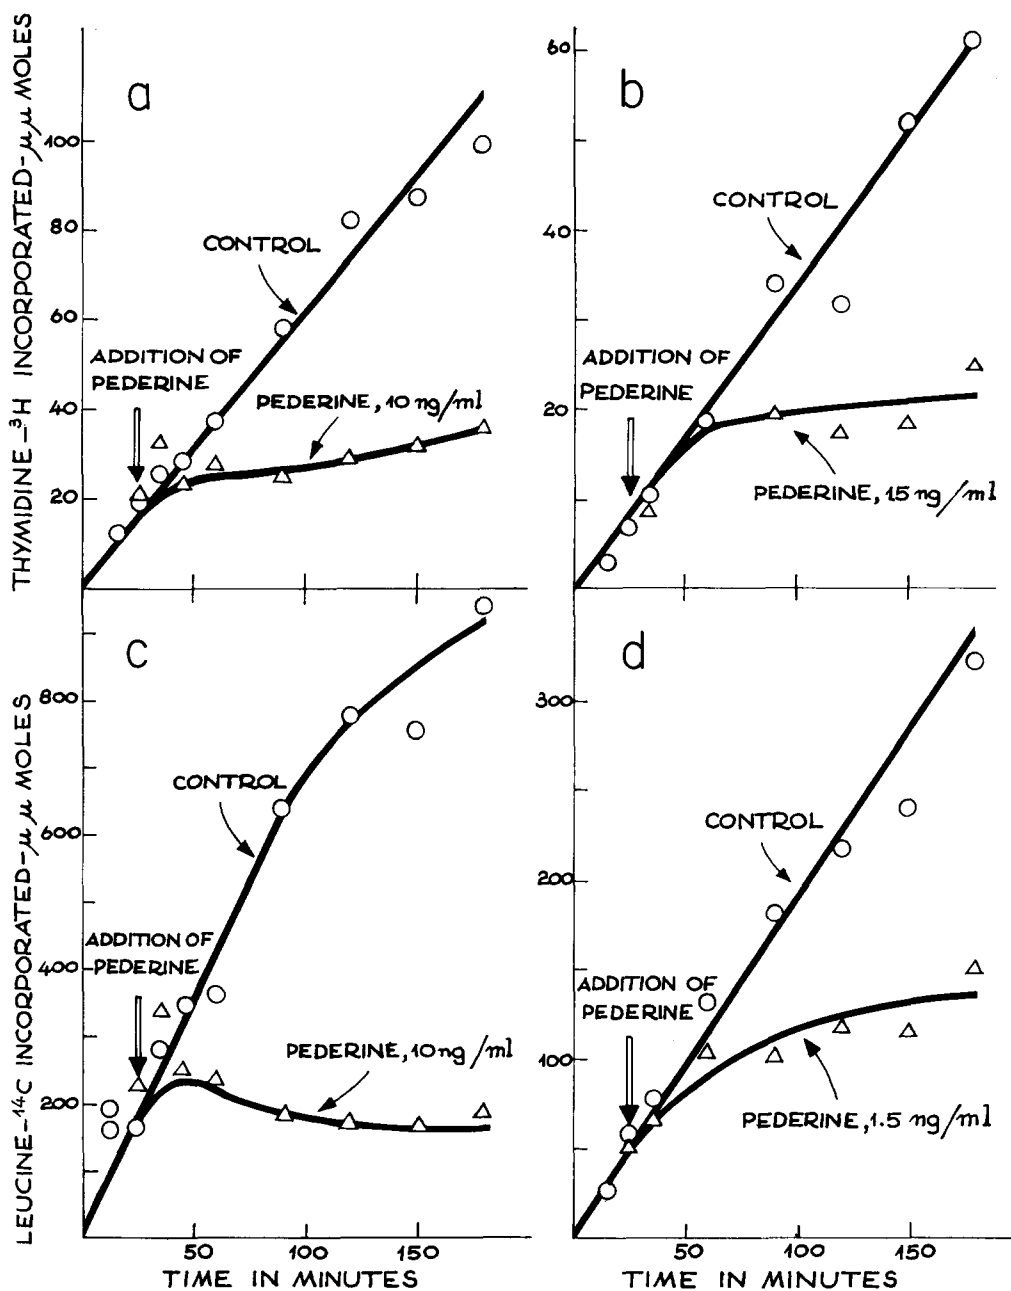 THYMIDINE-³H INCORPORATED-µµ MOLES
a
100
80
60
40
20
CONTROL
ADDITION OF
PEDERINE
PEDERINE, 10 ng/ml
b
60
40
20
CONTROL
ADDITION OF
PEDERINE
PEDERINE, 15 ng/ml
LEUCINE-¹⁴C INCORPORATED-µµ MOLES
c
800
600
400
200
CONTROL
ADDITION OF
PEDERINE
PEDERINE, 10 ng/ml
50
100
150
TIME IN MINUTES
d
300
200
100
CONTROL
ADDITION OF
PEDERINE
PEDERINE, 1.5 ng/ml
50
100
150
TIME IN MINUTES